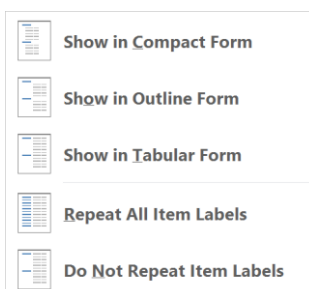 Show in Compact Form
Show in Outline Form
Show in Tabular Form
Repeat All Item Labels
Do Not Repeat Item Labels